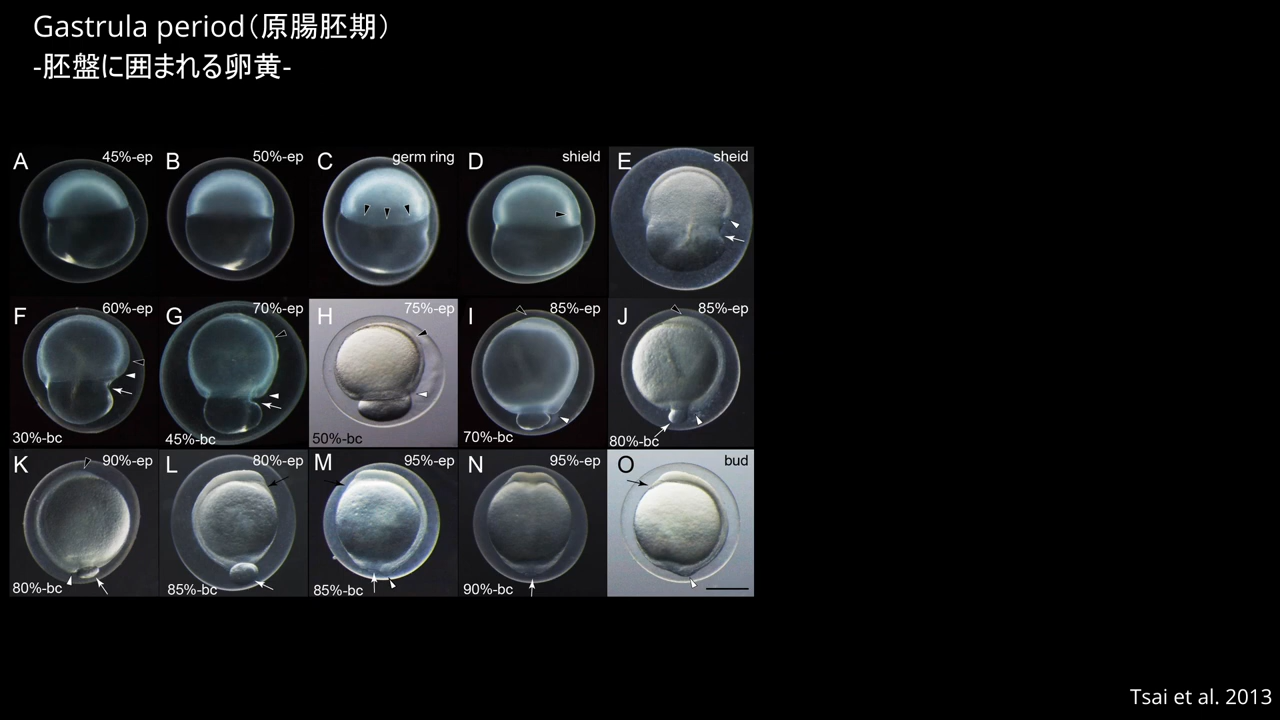 Gastrula period（原腸胚期）
-胚盤に囲まれる卵黄-
A 45%-ep
B 50%-ep
C germ ring
D shield
E sheid
F 60%-ep
30%-bc
G 70%-ep
45%-bc
H 75%-ep
50%-bc
I 85%-ep
70%-bc
J 85%-ep
80%-bc
K 90%-ep
80%-bc
L 80%-ep
85%-bc
M 95%-ep
85%-bc
N 95%-ep
90%-bc
O bud
Tsai et al. 2013